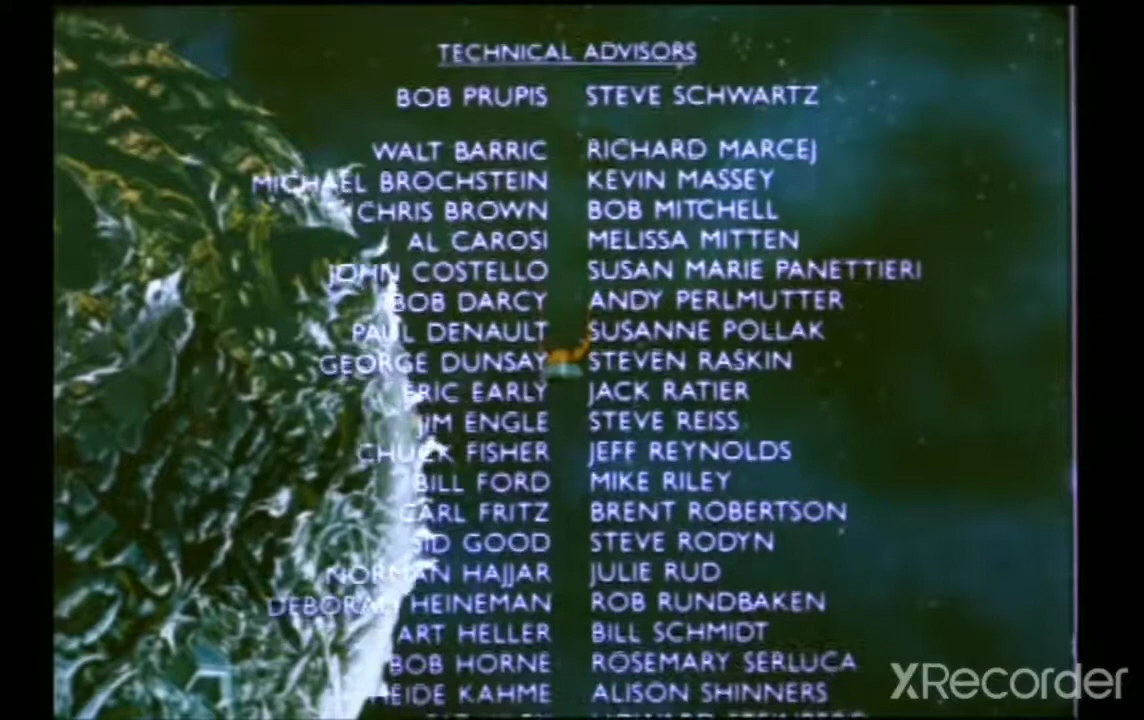 TECHNICAL ADVISORS
BOB PRUPIS STEVE SCHWARTZ
WALT BARRIC RICHARD MARCEJ
MICHAEL BROCHSTEIN KEVIN MASSEY
CHRIS BROWN BOB MITCHELL
AL CAROSI MELISSA MITTEN
JOHN COSTELLO SUSAN MARIE PANETTIERI
BOB DARCY ANDY PERLMUTTER
PAUL DENAULT SUSANNE POLLAK
GEORGE DUNSAY STEVEN RASKIN
ERIC EARLY JACK RATIER
JIM ENGLE STEVE REISS
CHUCK FISHER JEFF REYNOLDS
BILL FORD MIKE RILEY
CARL FRITZ BRENT ROBERTSON
SID GOOD STEVE RODYN
NORMAN HAJJAR JULIE RUD
DEBORAH HEINEMAN ROB RUNDBAKEN
ART HELLER BILL SCHMIDT
BOB HORNE ROSEMARY SERLUCA
HEIDE KAHME ALISON SHINNERS
XRecorder